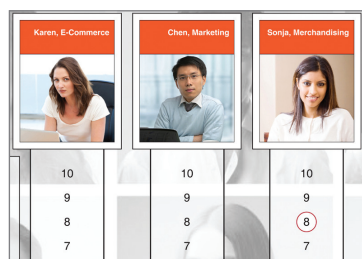 Karen, E-Commerce Chen, Marketing Sonja, Merchandising
10 10 10
9 9 9
8 8 8
7 7 7